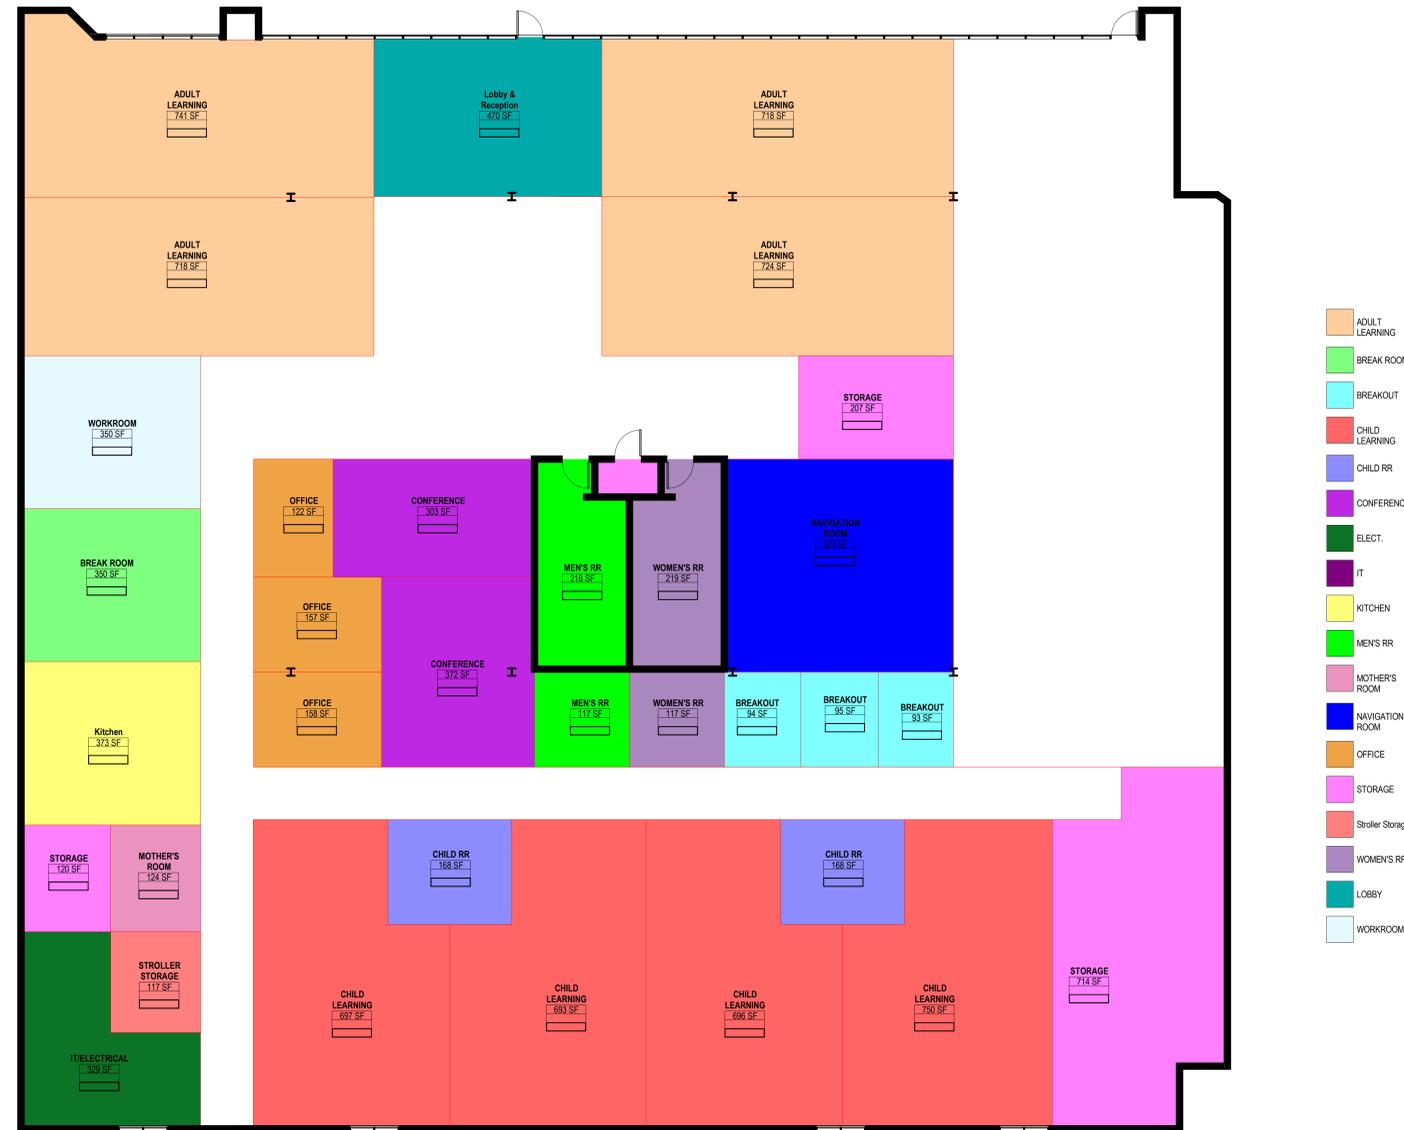 ADULT
LEARNING
741 SF
Lobby &
Reception
470 SF
ADULT
LEARNING
718 SF
ADULT
LEARNING
718 SF
ADULT
LEARNING
724 SF
WORKROOM
350 SF
STORAGE
207 SF
OFFICE
122 SF
CONFERENCE
303 SF
NAVIGATION
ROOM
BREAK ROOM
350 SF
MEN'S RR
218 SF
WOMEN'S RR
219 SF
OFFICE
157 SF
CONFERENCE
372 SF
OFFICE
158 SF
MEN'S RR
117 SF
WOMEN'S RR
117 SF
BREAKOUT
94 SF
BREAKOUT
95 SF
BREAKOUT
93 SF
Kitchen
373 SF
STORAGE
120 SF
MOTHER'S
ROOM
124 SF
CHILD RR
168 SF
CHILD RR
168 SF
STROLLER
STORAGE
117 SF
CHILD
LEARNING
697 SF
CHILD
LEARNING
693 SF
CHILD
LEARNING
696 SF
CHILD
LEARNING
750 SF
STORAGE
714 SF
IT/ELECTRICAL
329 SF
ADULT
LEARNING
BREAK ROOM
BREAKOUT
CHILD
LEARNING
CHILD RR
CONFERENC
ELECT.
IT
KITCHEN
MEN'S RR
MOTHER'S
ROOM
NAVIGATION
ROOM
OFFICE
STORAGE
Stroller Storag
WOMEN'S RR
LOBBY
WORKROOM